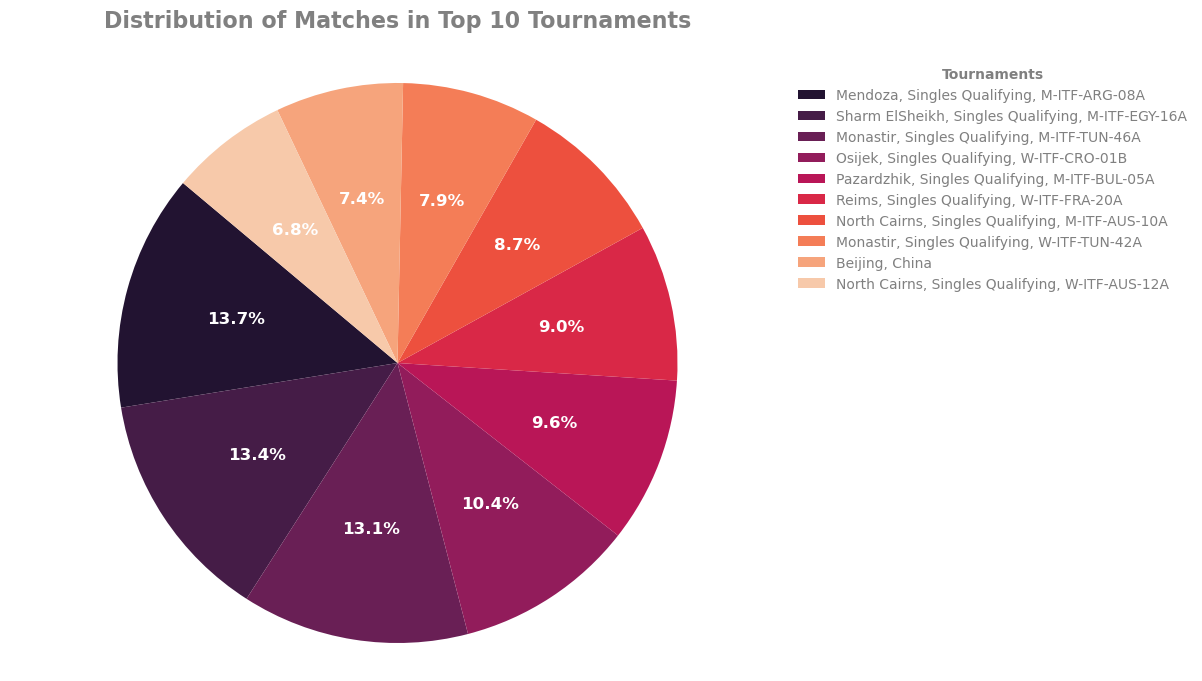 Distribution of Matches in Top 10 Tournaments
Tournaments
Mendoza, Singles Qualifying, M-ITF-ARG-08A
Sharm ElSheikh, Singles Qualifying, M-ITF-EGY-16A
Monastir, Singles Qualifying, M-ITF-TUN-46A
Osijek, Singles Qualifying, W-ITF-CRO-01B
Pazardzhik, Singles Qualifying, M-ITF-BUL-05A
Reims, Singles Qualifying, W-ITF-FRA-20A
North Cairns, Singles Qualifying, M-ITF-AUS-10A
Monastir, Singles Qualifying, W-ITF-TUN-42A
Beijing, China
North Cairns, Singles Qualifying, W-ITF-AUS-12A
13.7%
13.4%
13.1%
10.4%
9.6%
9.0%
8.7%
7.9%
7.4%
6.8%